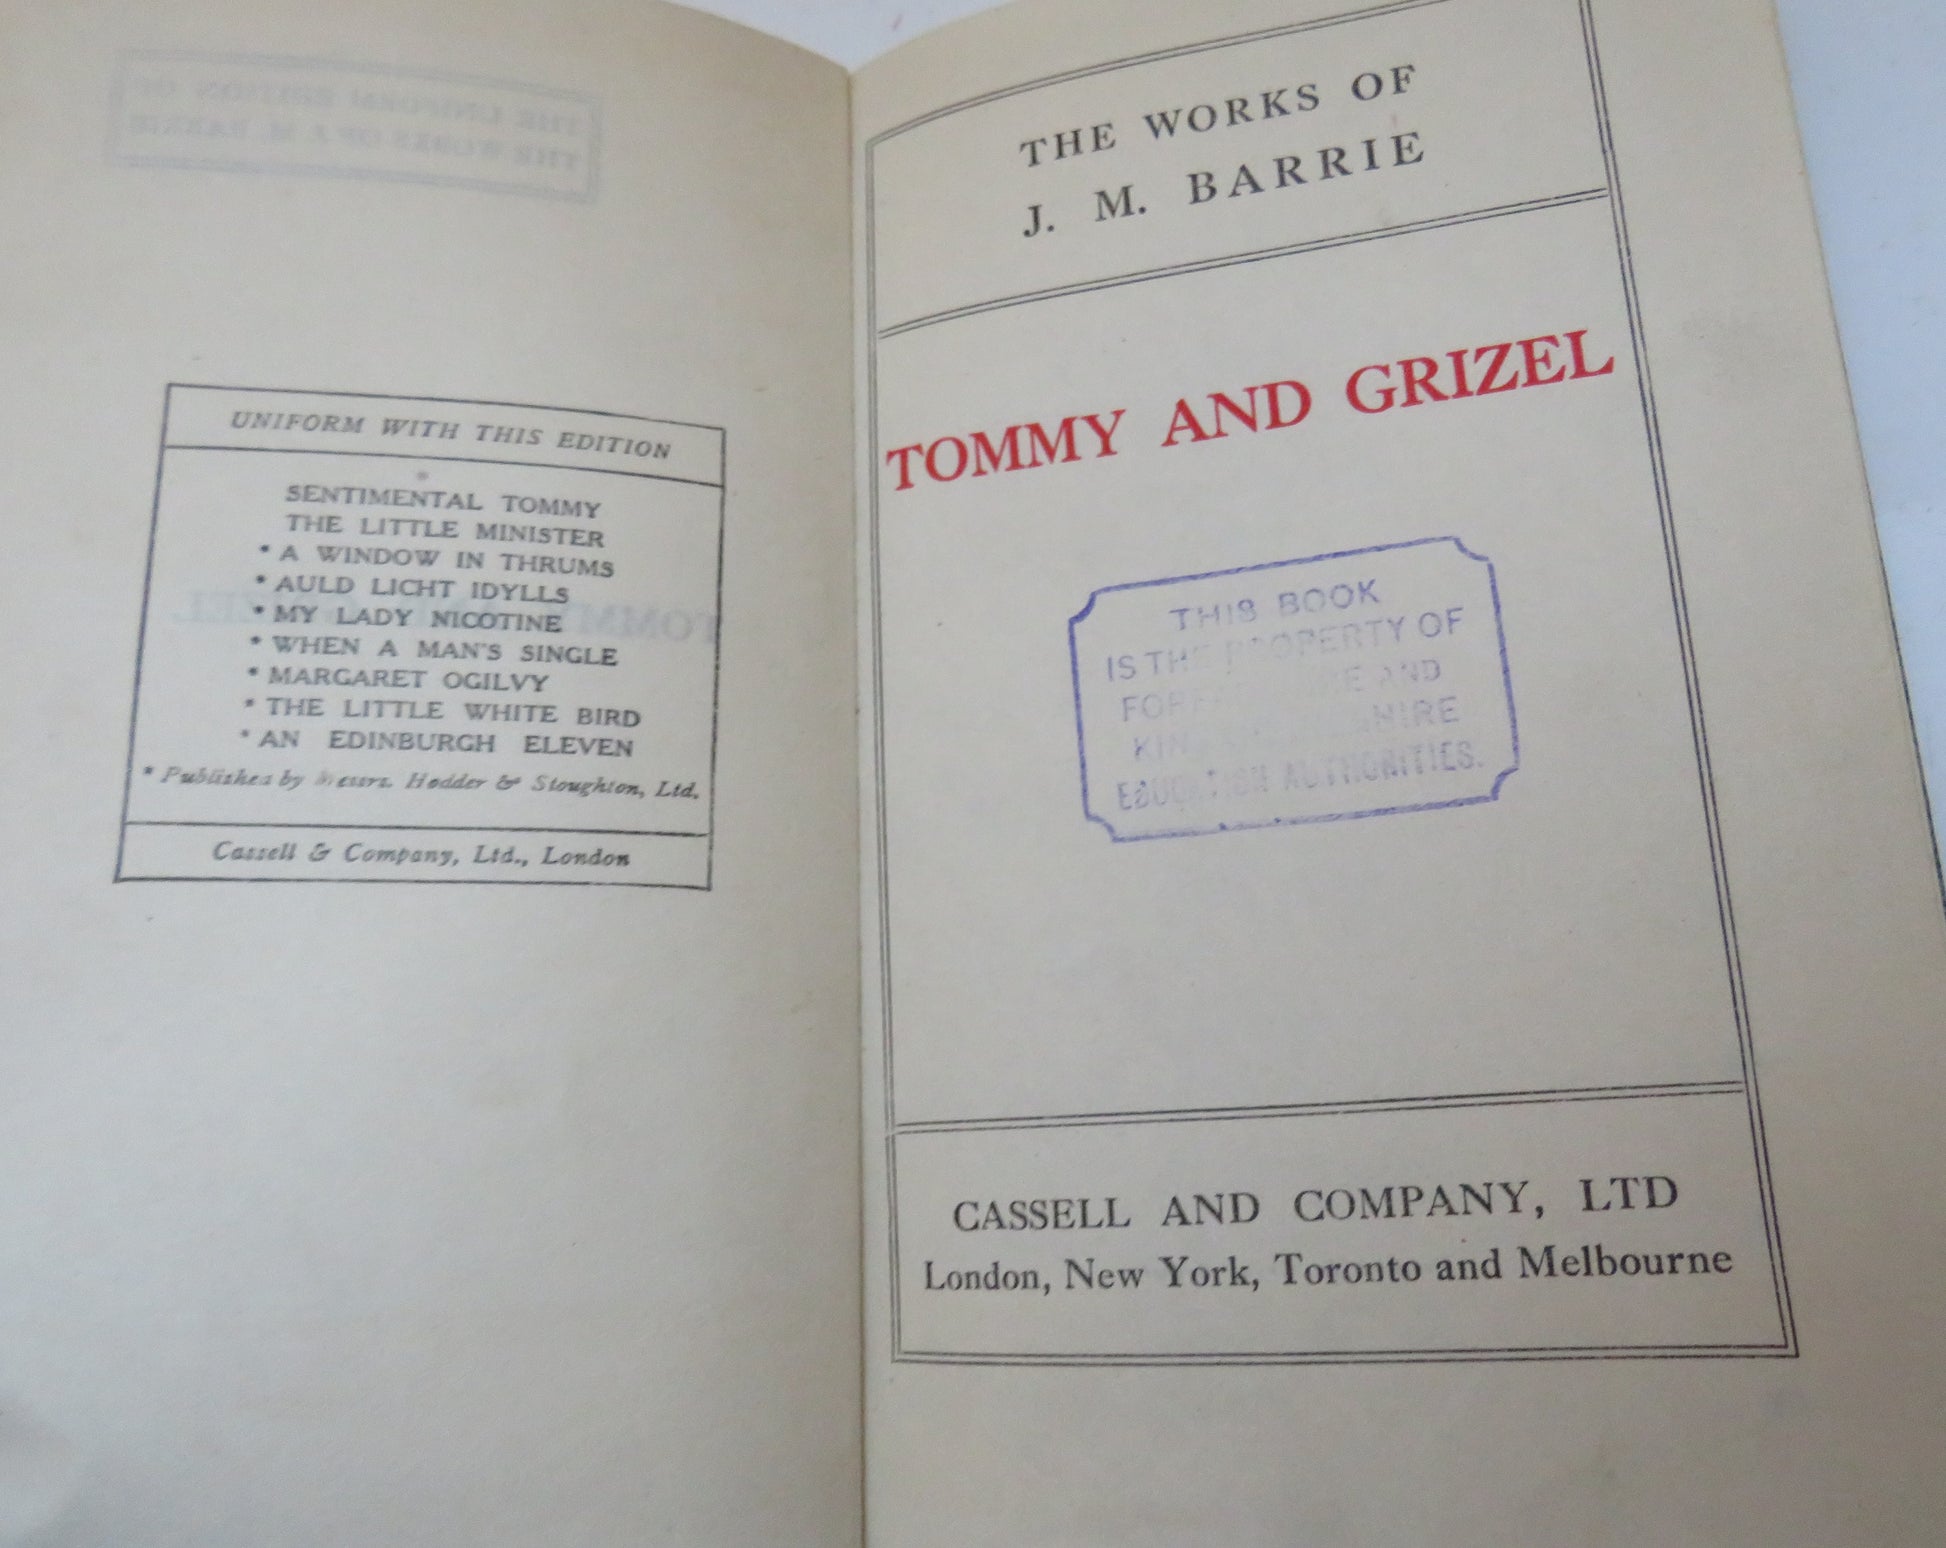 UNIFORM WITH THIS EDITION
SENTIMENTAL TOMMY
THE LITTLE MINISTER
* A WINDOW IN THRUMS
* AULD LICHT IDYLLS
* MY LADY NICOTINE
* WHEN A MAN'S SINGLE
* MARGARET OGILVY
* THE LITTLE WHITE BIRD
* AN EDINBURGH ELEVEN
* Published by Messrs. Hodder & Stoughton, Ltd.
Cassell & Company, Ltd., London
THE WORKS OF
J. M. BARRIE
TOMMY AND GRIZEL
THIS BOOK
IS THE PROPERTY OF
AND
EDUCATION AUTHORITIES.
CASSELL AND COMPANY, LTD
London, New York, Toronto and Melbourne